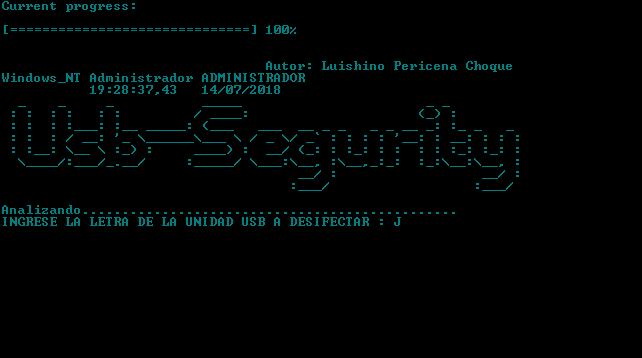 Current progress:
[==============================] 100%
Autor: Luishino Pericena Choque
Windows_NT Administrador ADMINISTRADOR
19:28:37,43 14/07/2018
Usb-Segurity
Analizando...............................................
INGRESE LA LETRA DE LA UNIDAD USB A DESIFECTAR : J